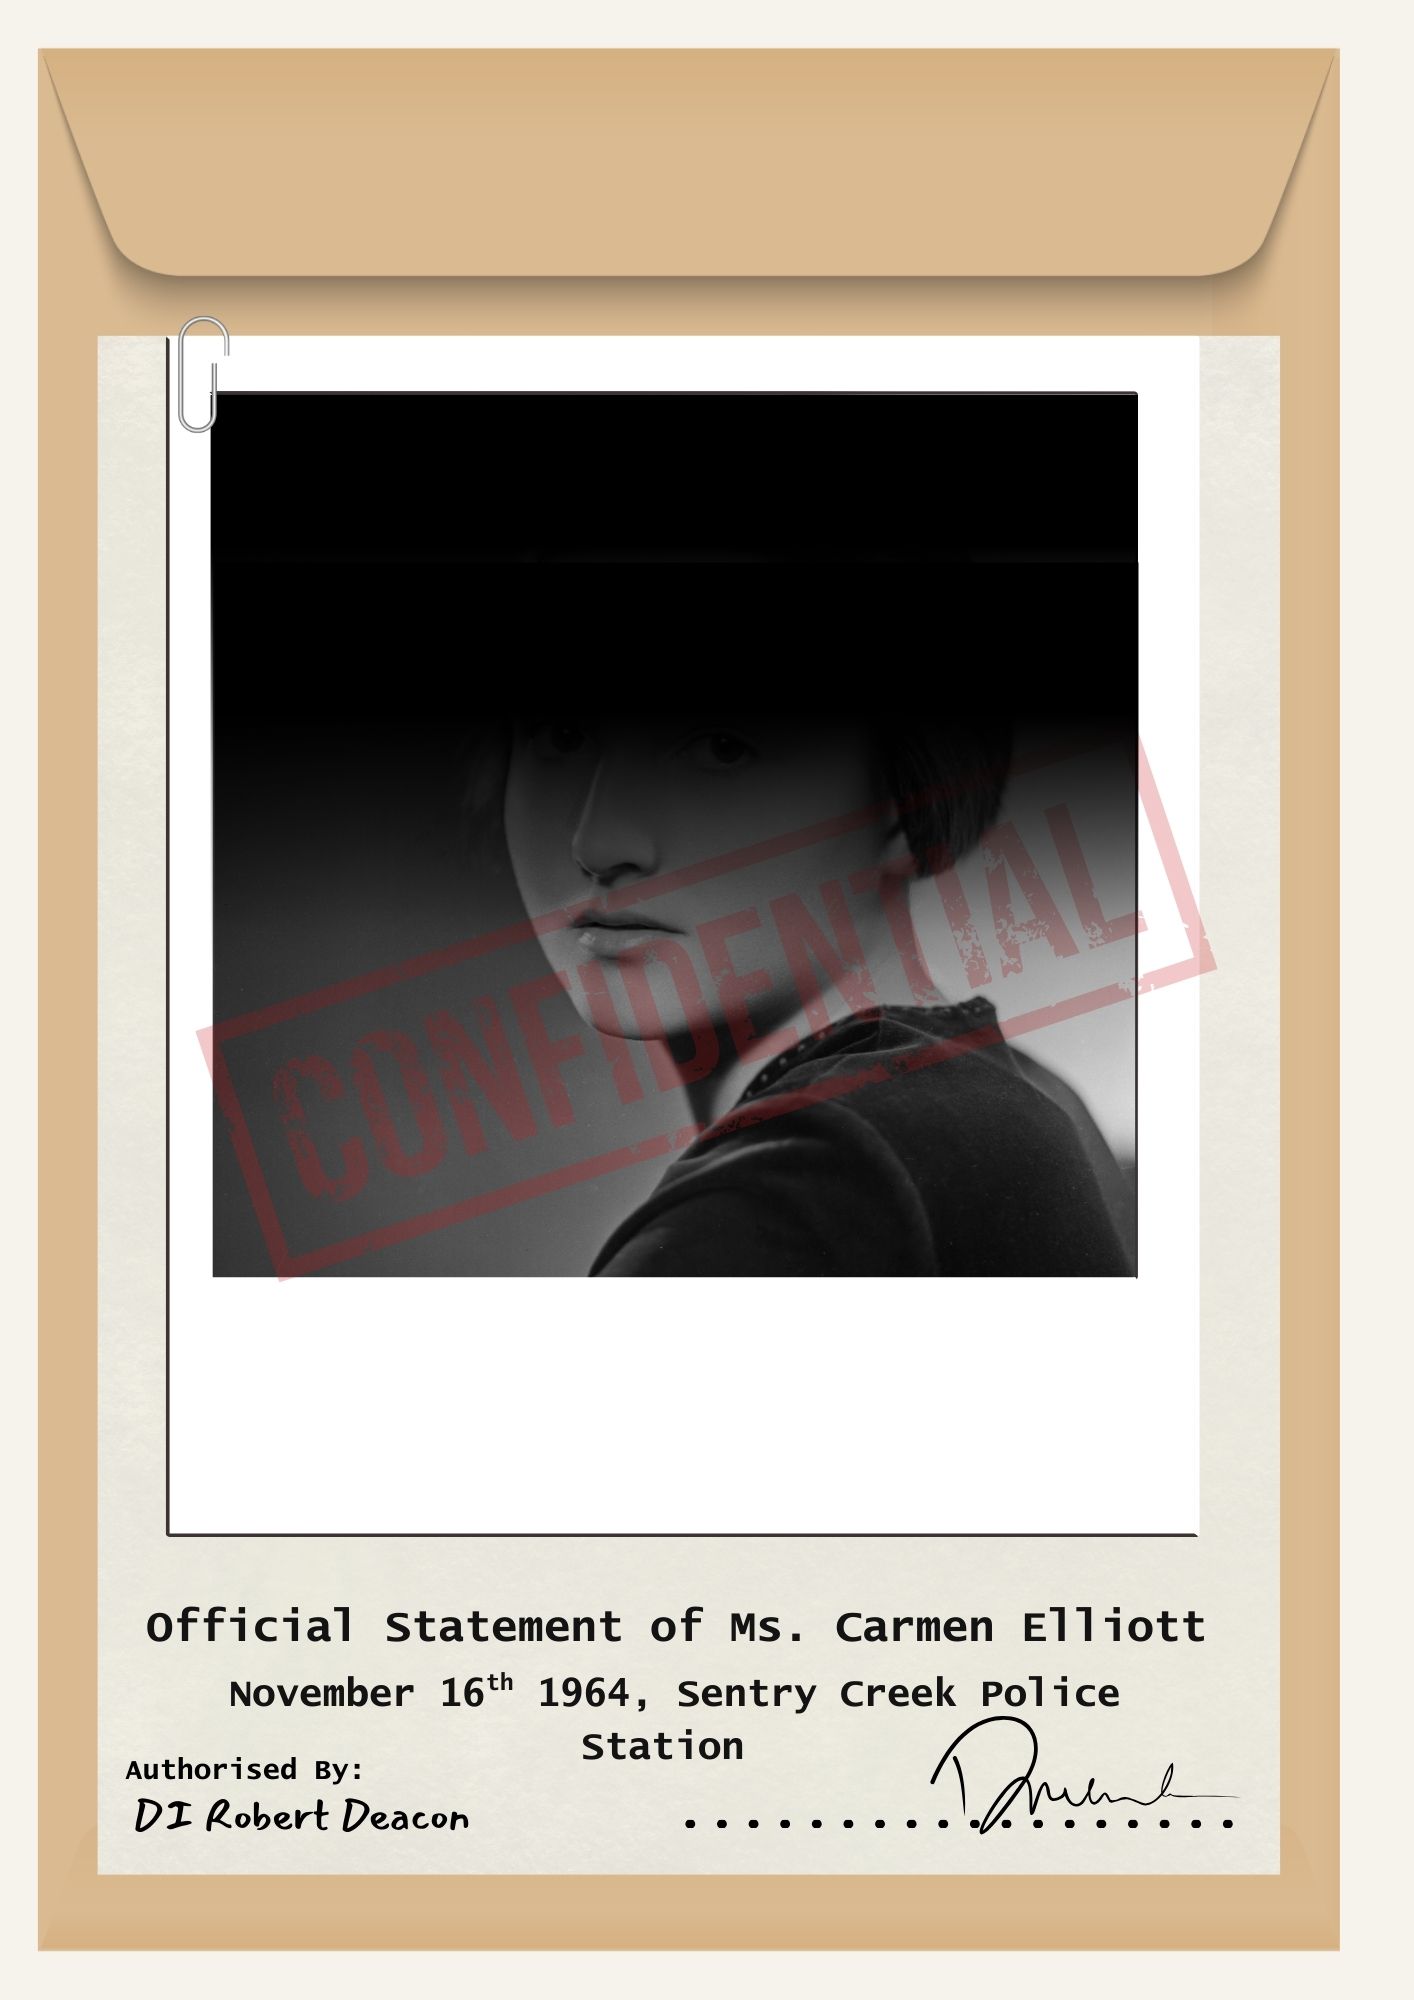 CONFIDENTIAL
Official Statement of Ms. Carmen Elliott
November 16th 1964, Sentry Creek Police
Station
Authorised By:
DI Robert Deacon